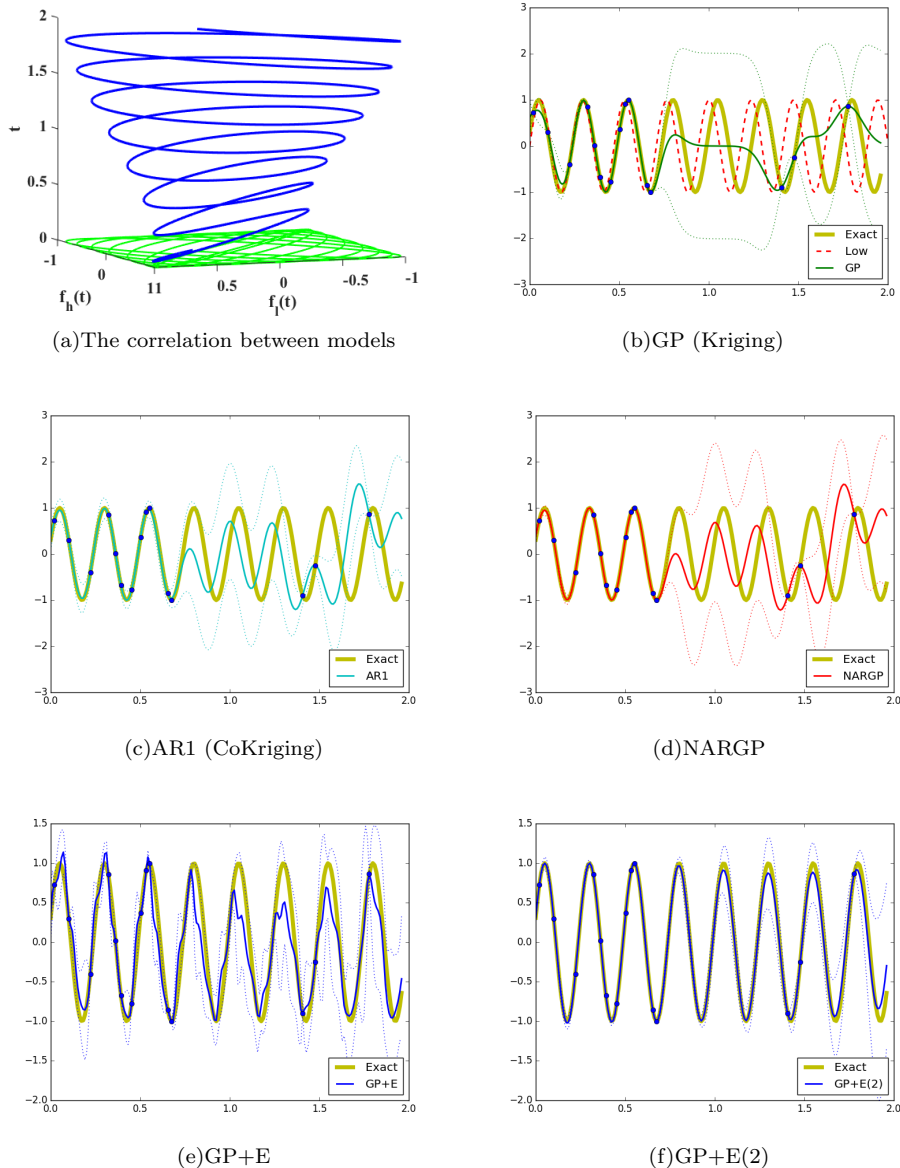 2
1.5
t
1
0.5
0
-1
0
f_h(t)
11
0.5
0
f_l(t)
-0.5
-1
(a)The correlation between models
3
2
1
0
−1
−2
−3
0.0 0.5 1.0 1.5 2.0
Exact
Low
GP
(b)GP (Kriging)
3
2
1
0
−1
−2
−3
0.0 0.5 1.0 1.5 2.0
Exact
AR1
(c)AR1 (CoKriging)
3
2
1
0
−1
−2
−3
0.0 0.5 1.0 1.5 2.0
Exact
NARGP
(d)NARGP
1.5
1.0
0.5
0.0
−0.5
−1.0
−1.5
−2.0
0.0 0.5 1.0 1.5 2.0
Exact
GP+E
(e)GP+E
1.5
1.0
0.5
0.0
−0.5
−1.0
−1.5
−2.0
0.0 0.5 1.0 1.5 2.0
Exact
GP+E(2)
(f)GP+E(2)